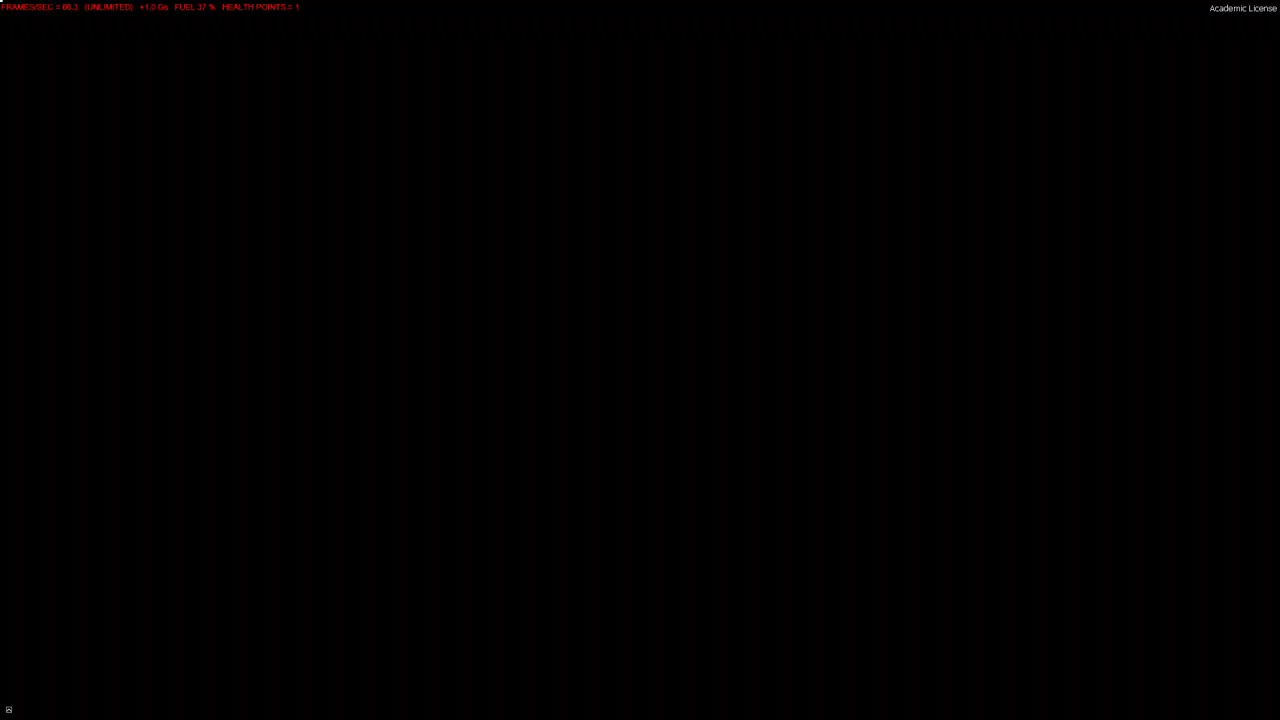 FRAMES/SEC = 66.3 (UNLIMITED) +1.0 Gs FUEL 37 % HEALTH POINTS = 1
Academic License